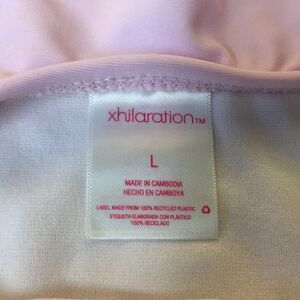 xhilaration™
L
MADE IN CAMBODIA
HECHO EN CAMBOYA
LABEL MADE FROM 100% RECYCLED PLASTIC
ETIQUETA ELABORADA CON PLÁSTICO
100% RECICLADO